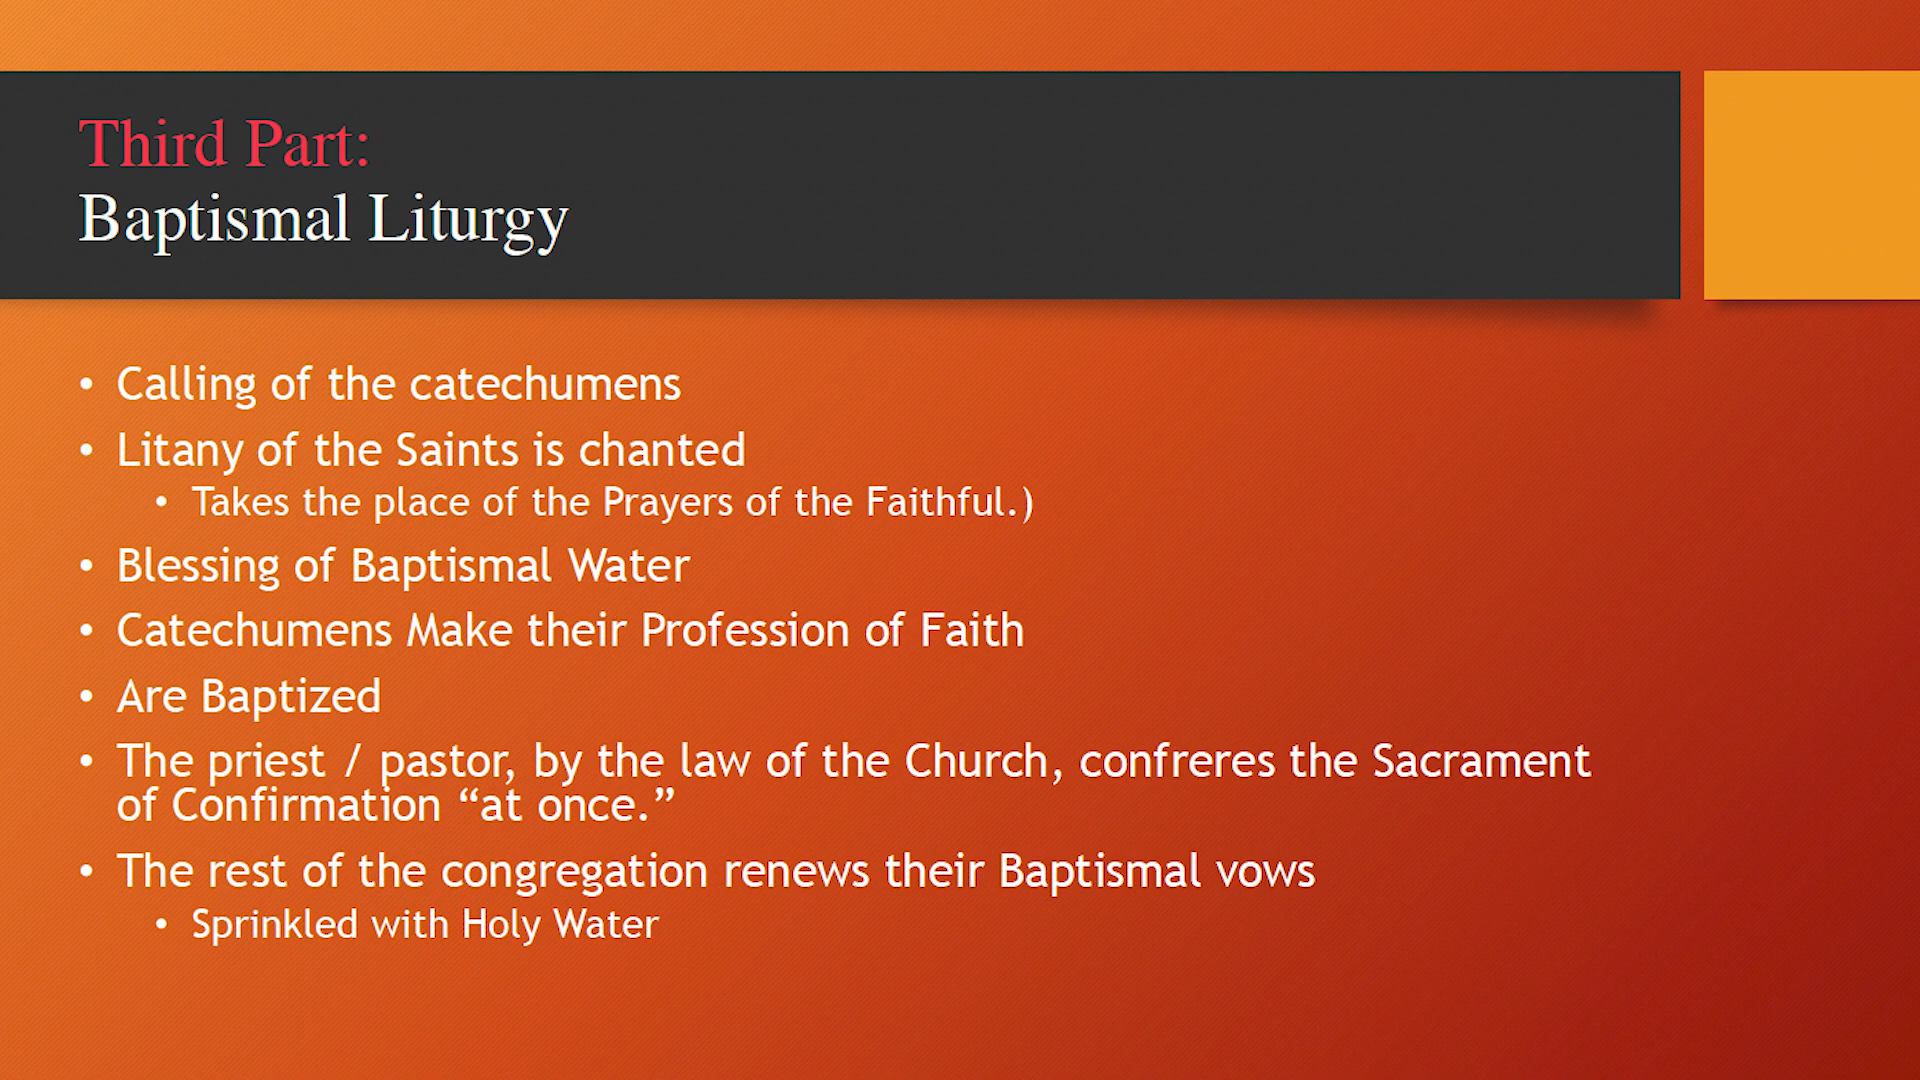 Third Part:
Baptismal Liturgy
• Calling of the catechumens
• Litany of the Saints is chanted
• Takes the place of the Prayers of the Faithful.)
• Blessing of Baptismal Water
• Catechumens Make their Profession of Faith
• Are Baptized
• The priest / pastor, by the law of the Church, confreres the Sacrament
of Confirmation “at once.”
• The rest of the congregation renews their Baptismal vows
• Sprinkled with Holy Water